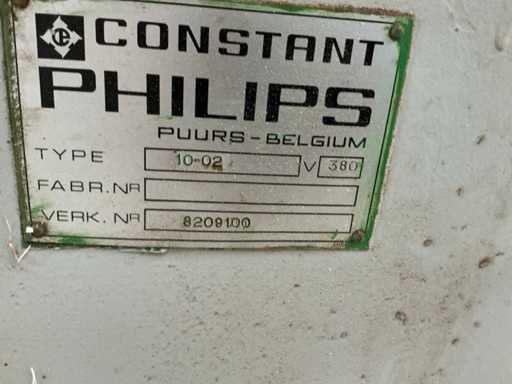 CONSTANT
PHILIPS
PUURS-BELGIUM
TYPE 10-02 V 380
FABR.NR
VERK. NR 8209100